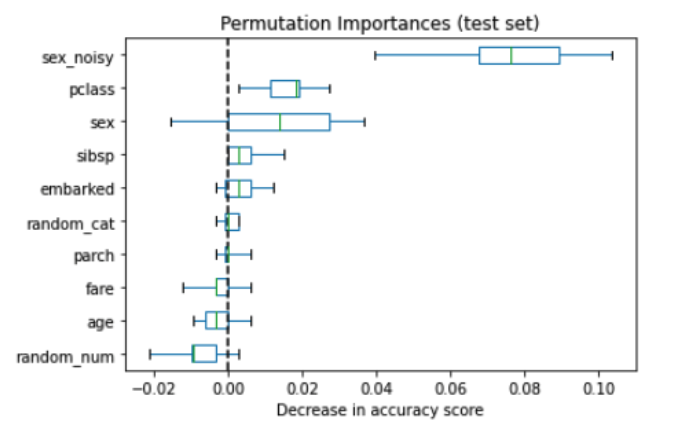 Permutation Importances (test set)
sex_noisy
pclass
sex
sibsp
embarked
random_cat
parch
fare
age
random_num
−0.02 0.00 0.02 0.04 0.06 0.08 0.10
Decrease in accuracy score